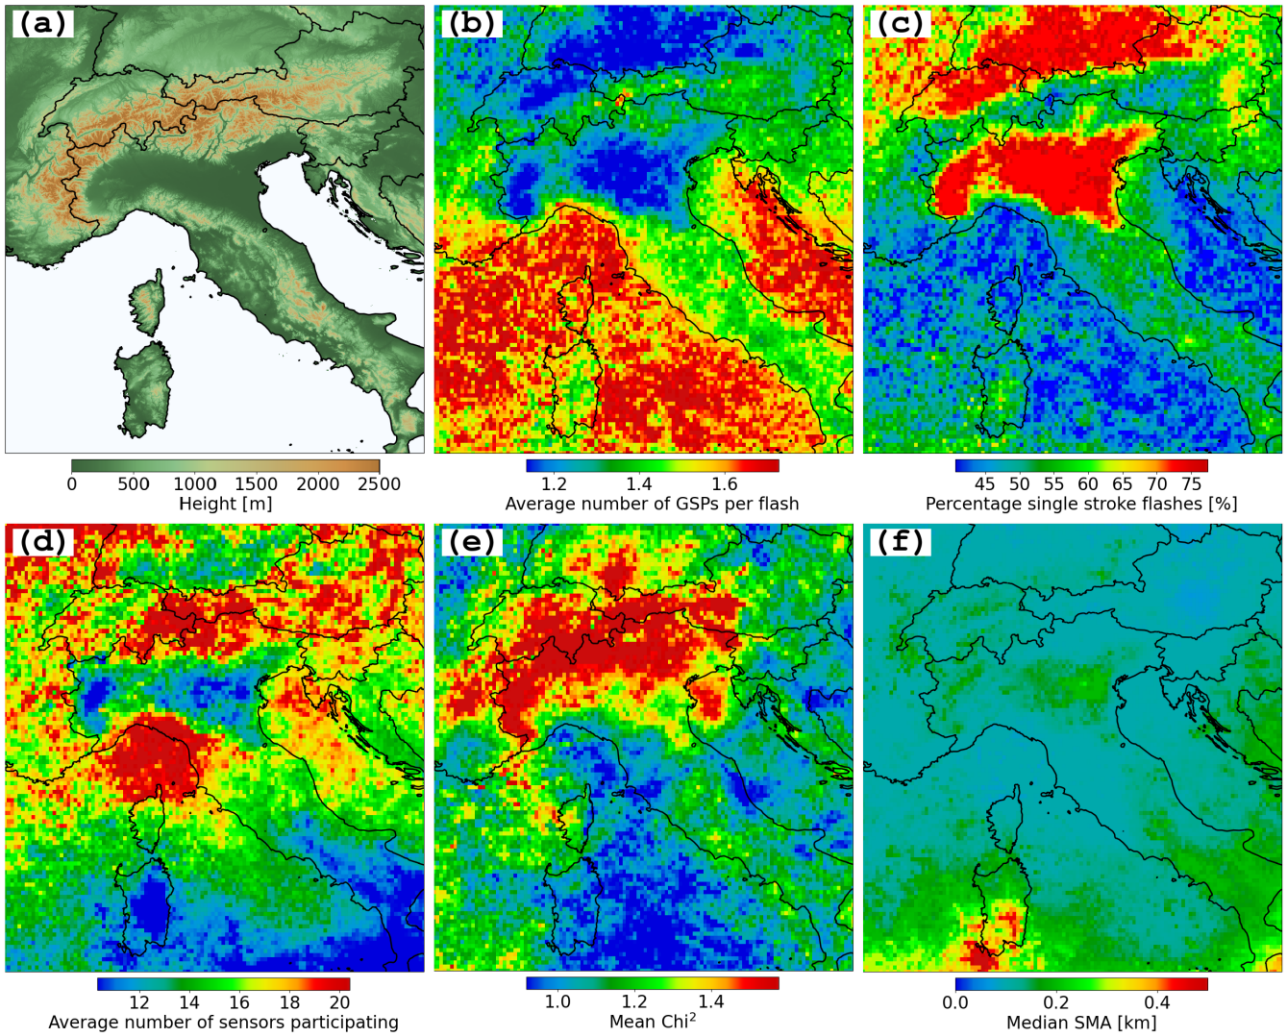 (a)
(b)
(c)
0 500 1000 1500 2000 2500
Height [m]
1.2 1.4 1.6
Average number of GSPs per flash
45 50 55 60 65 70 75
Percentage single stroke flashes [%]
(d)
(e)
(f)
12 14 16 18 20
Average number of sensors participating
1.0 1.2 1.4
Mean Chi²
0.0 0.2 0.4
Median SMA [km]